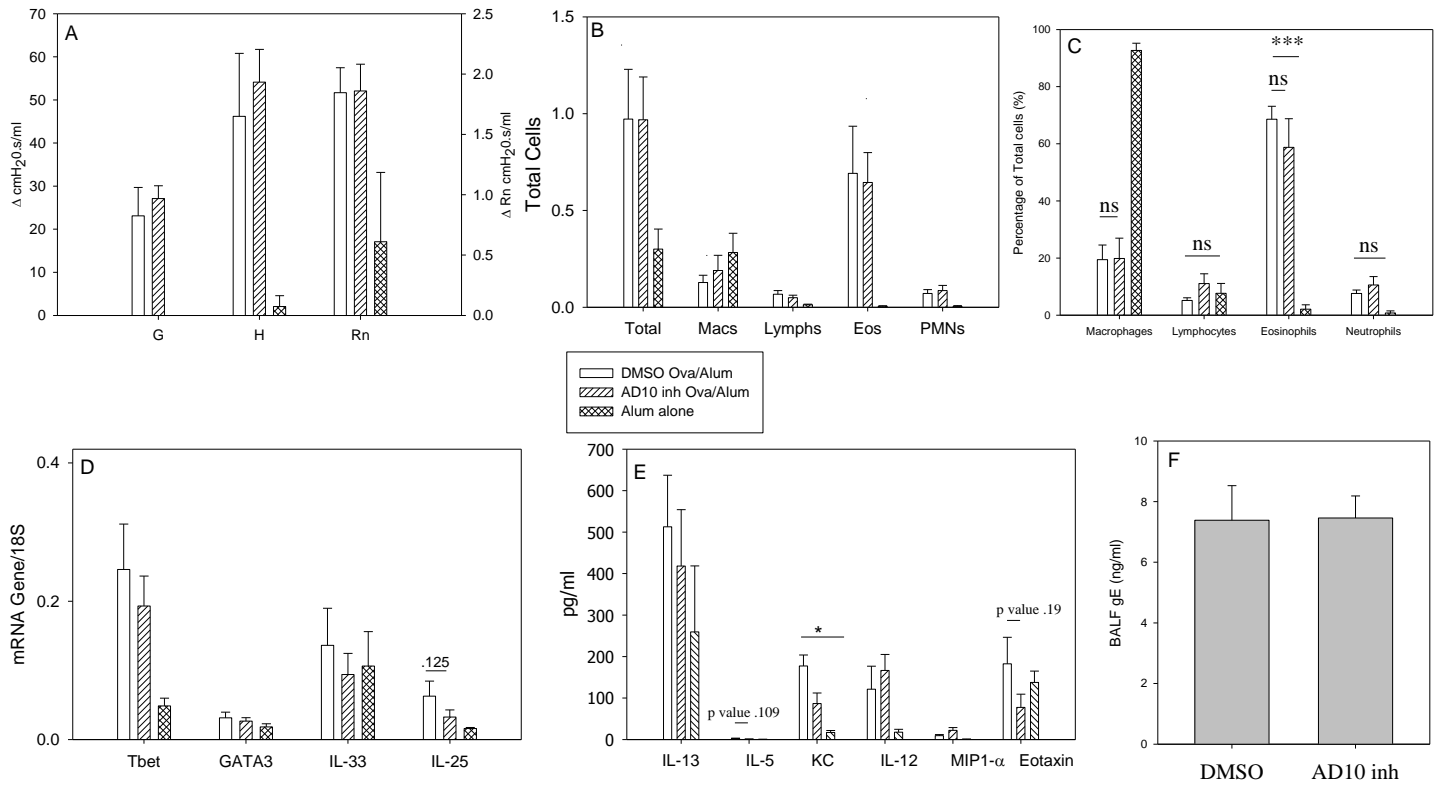 A
70
60
50
40
30
20
10
0
Δ cmH20.s/ml
2.5
2.0
1.5
1.0
0.5
0.0
Δ Rn cmH20.s/ml
G H Rn
B
1.5
1.0
0.5
0.0
Total Cells
Total Macs Lymphs Eos PMNs
C
100
80
60
40
20
0
Percentage of Total cells (%)
***
ns
ns
ns
ns
Macrophages Lymphocytes Eosinophils Neutrophils
DMSO Ova/Alum
AD10 inh Ova/Alum
Alum alone
D
0.4
0.2
0.0
mRNA Gene/18S
.125
Tbet GATA3 IL-33 IL-25
E
700
600
500
400
300
200
100
0
pg/ml
p value .109
*
p value .19
IL-13 IL-5 KC IL-12 MIP1-α Eotaxin
F
10
8
6
4
2
0
BALF gE (ng/ml)
DMSO AD10 inh